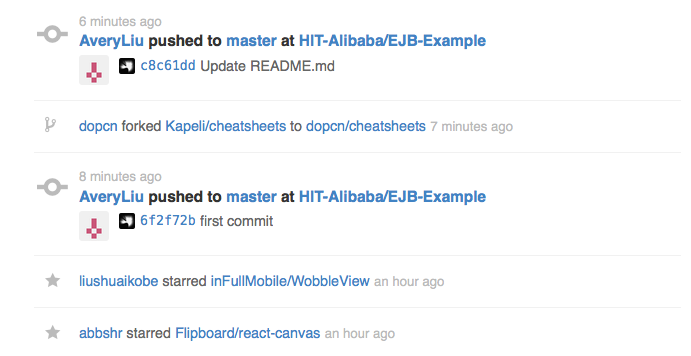 6 minutes ago
AveryLiu pushed to master at HIT-Alibaba/EJB-Example
c8c61dd Update README.md
dopcn forked Kapeli/cheatsheets to dopcn/cheatsheets 7 minutes ago
8 minutes ago
AveryLiu pushed to master at HIT-Alibaba/EJB-Example
6f2f72b first commit
liushuaikobe starred inFullMobile/WobbleView an hour ago
abbshr starred Flipboard/react-canvas an hour ago